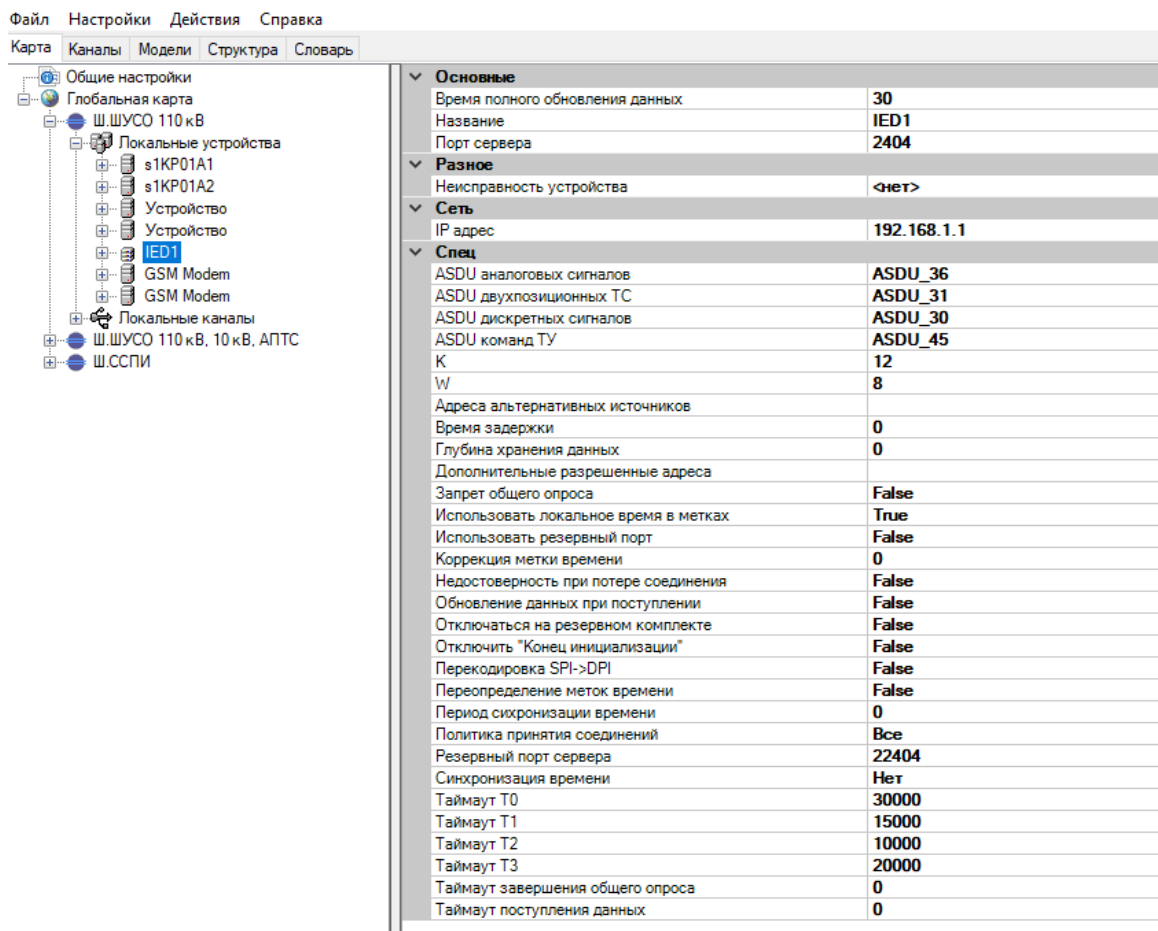 Файл Настройки Действия Справка
Карта Каналы Модели Структура Словарь
Общие настройки
Глобальная карта
Ш.ШУСО 110 кВ
Локальные устройства
s1KP01A1
s1KP01A2
Устройство
Устройство
IED1
GSM Modem
GSM Modem
Локальные каналы
Ш.ШУСО 110 кВ, 10 кВ, АПТС
Ш.ССПИ
Основные
Время полного обновления данных 30
Название IED1
Порт сервера 2404
Разное
Неисправность устройства <нет>
Сеть
IP адрес 192.168.1.1
Спец
ASDU аналоговых сигналов ASDU_36
ASDU двухпозиционных ТС ASDU_31
ASDU дискретных сигналов ASDU_30
ASDU команд ТУ ASDU_45
K 12
W 8
Адреса альтернативных источников
Время задержки 0
Глубина хранения данных 0
Дополнительные разрешенные адреса
Запрет общего опроса False
Использовать локальное время в метках True
Использовать резервный порт False
Коррекция метки времени 0
Недостоверность при потере соединения False
Обновление данных при поступлении False
Отключаться на резервном комплекте False
Отключить "Конец инициализации" False
Перекодировка SPI->DPI False
Переопределение меток времени False
Период сихронизации времени 0
Политика принятия соединений Все
Резервный порт сервера 22404
Синхронизация времени Нет
Таймаут T0 30000
Таймаут T1 15000
Таймаут T2 10000
Таймаут T3 20000
Таймаут завершения общего опроса 0
Таймаут поступления данных 0